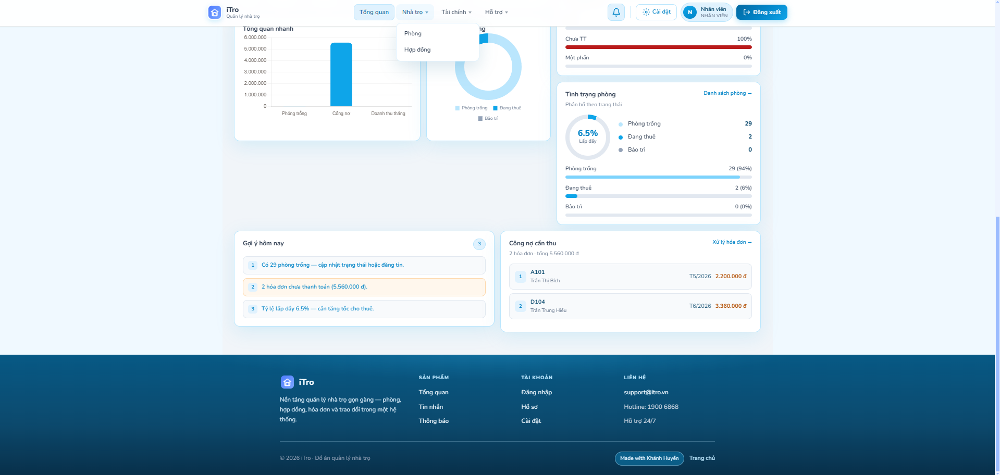 iTro
Quản lý nhà trọ
Tổng quan
Nhà trọ
Tài chính
Hỗ trợ
Cài đặt
N
Nhân viên
NHÂN VIÊN
Đăng xuất
Phòng
Hợp đồng
Tổng quan nhanh
6.000.000
5.000.000
4.000.000
3.000.000
2.000.000
1.000.000
0
Phòng trống
Công nợ
Doanh thu tháng
Phòng trống
Đang thuê
Bảo trì
Chưa TT
100%
Một phần
0%
Tình trạng phòng
Danh sách phòng →
Phân bổ theo trạng thái
6.5%
Lấp đầy
Phòng trống
29
Đang thuê
2
Bảo trì
0
Phòng trống
29 (94%)
Đang thuê
2 (6%)
Bảo trì
0 (0%)
Gợi ý hôm nay
3
1 Có 29 phòng trống — cập nhật trạng thái hoặc đăng tin.
2 2 hóa đơn chưa thanh toán (5.560.000 đ).
3 Tỷ lệ lấp đầy 6.5% — cần tăng tốc cho thuê.
Công nợ cần thu
Xử lý hóa đơn →
2 hóa đơn · tổng 5.560.000 đ
1
A101
Trần Thị Bích
T5/2026 2.200.000 đ
2
D104
Trần Trung Hiếu
T6/2026 3.360.000 đ
iTro
Nền tảng quản lý nhà trọ gọn gàng — phòng,
hợp đồng, hóa đơn và trao đổi trong một hệ
thống.
SẢN PHẨM
Tổng quan
Tin nhắn
Thông báo
TÀI KHOẢN
Đăng nhập
Hồ sơ
Cài đặt
LIÊN HỆ
support@itro.vn
Hotline: 1900 6868
Hỗ trợ 24/7
© 2026 iTro · Đồ án quản lý nhà trọ
Made with Khánh Huyền
Trang chủ